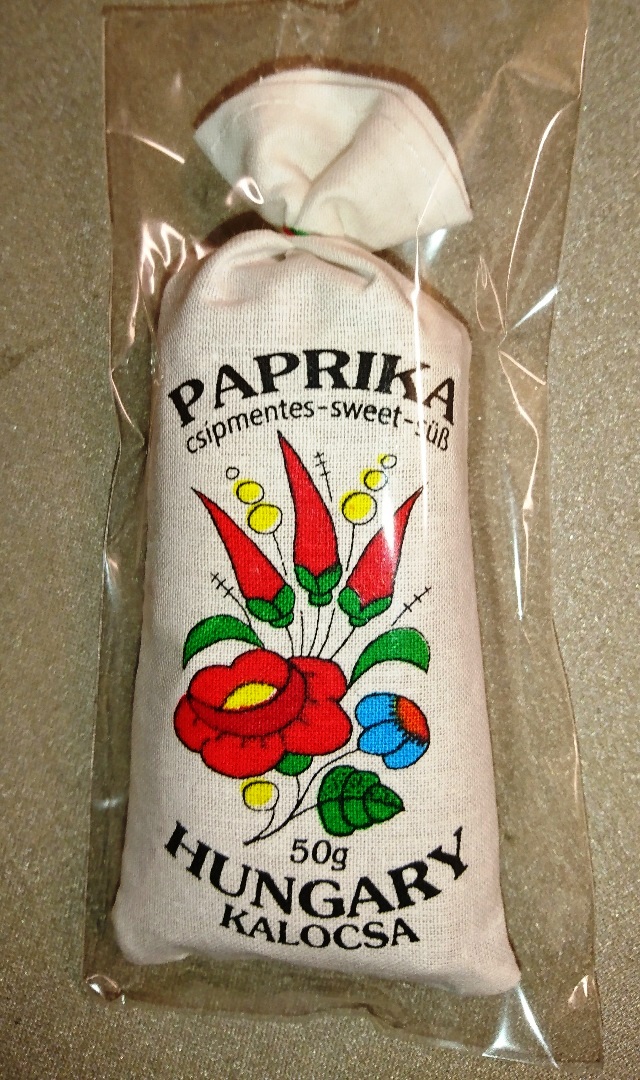 PAPRIKA
csipmentes-sweet-süß
50g
HUNGARY
KALOCSA